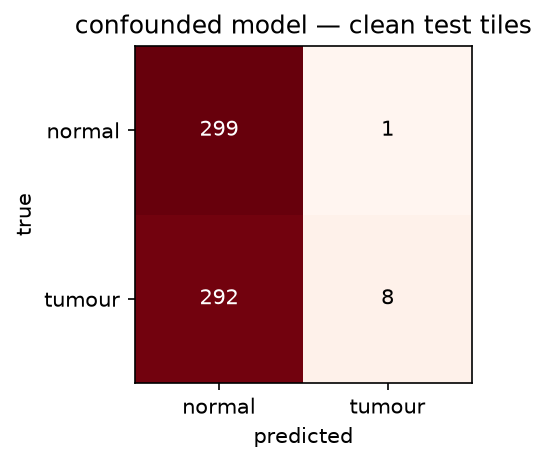 confounded model — clean test tiles
true
normal
299
1
tumour
292
8
normal
tumour
predicted